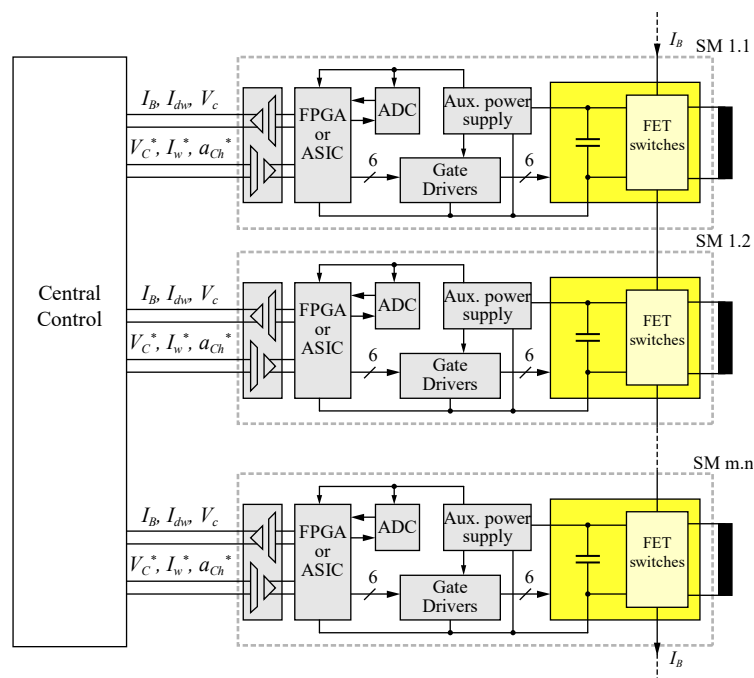 I_B
SM 1.1
I_B, I_dw, V_c
V_C*, I_w*, a_Ch*
FPGA
or
ASIC
ADC
Aux. power
supply
6
Gate
Drivers
6
FET
switches
SM 1.2
Central
Control
I_B, I_dw, V_c
V_C*, I_w*, a_Ch*
FPGA
or
ASIC
ADC
Aux. power
supply
6
Gate
Drivers
6
FET
switches
SM m.n
I_B, I_dw, V_c
V_C*, I_w*, a_Ch*
FPGA
or
ASIC
ADC
Aux. power
supply
6
Gate
Drivers
6
FET
switches
I_B